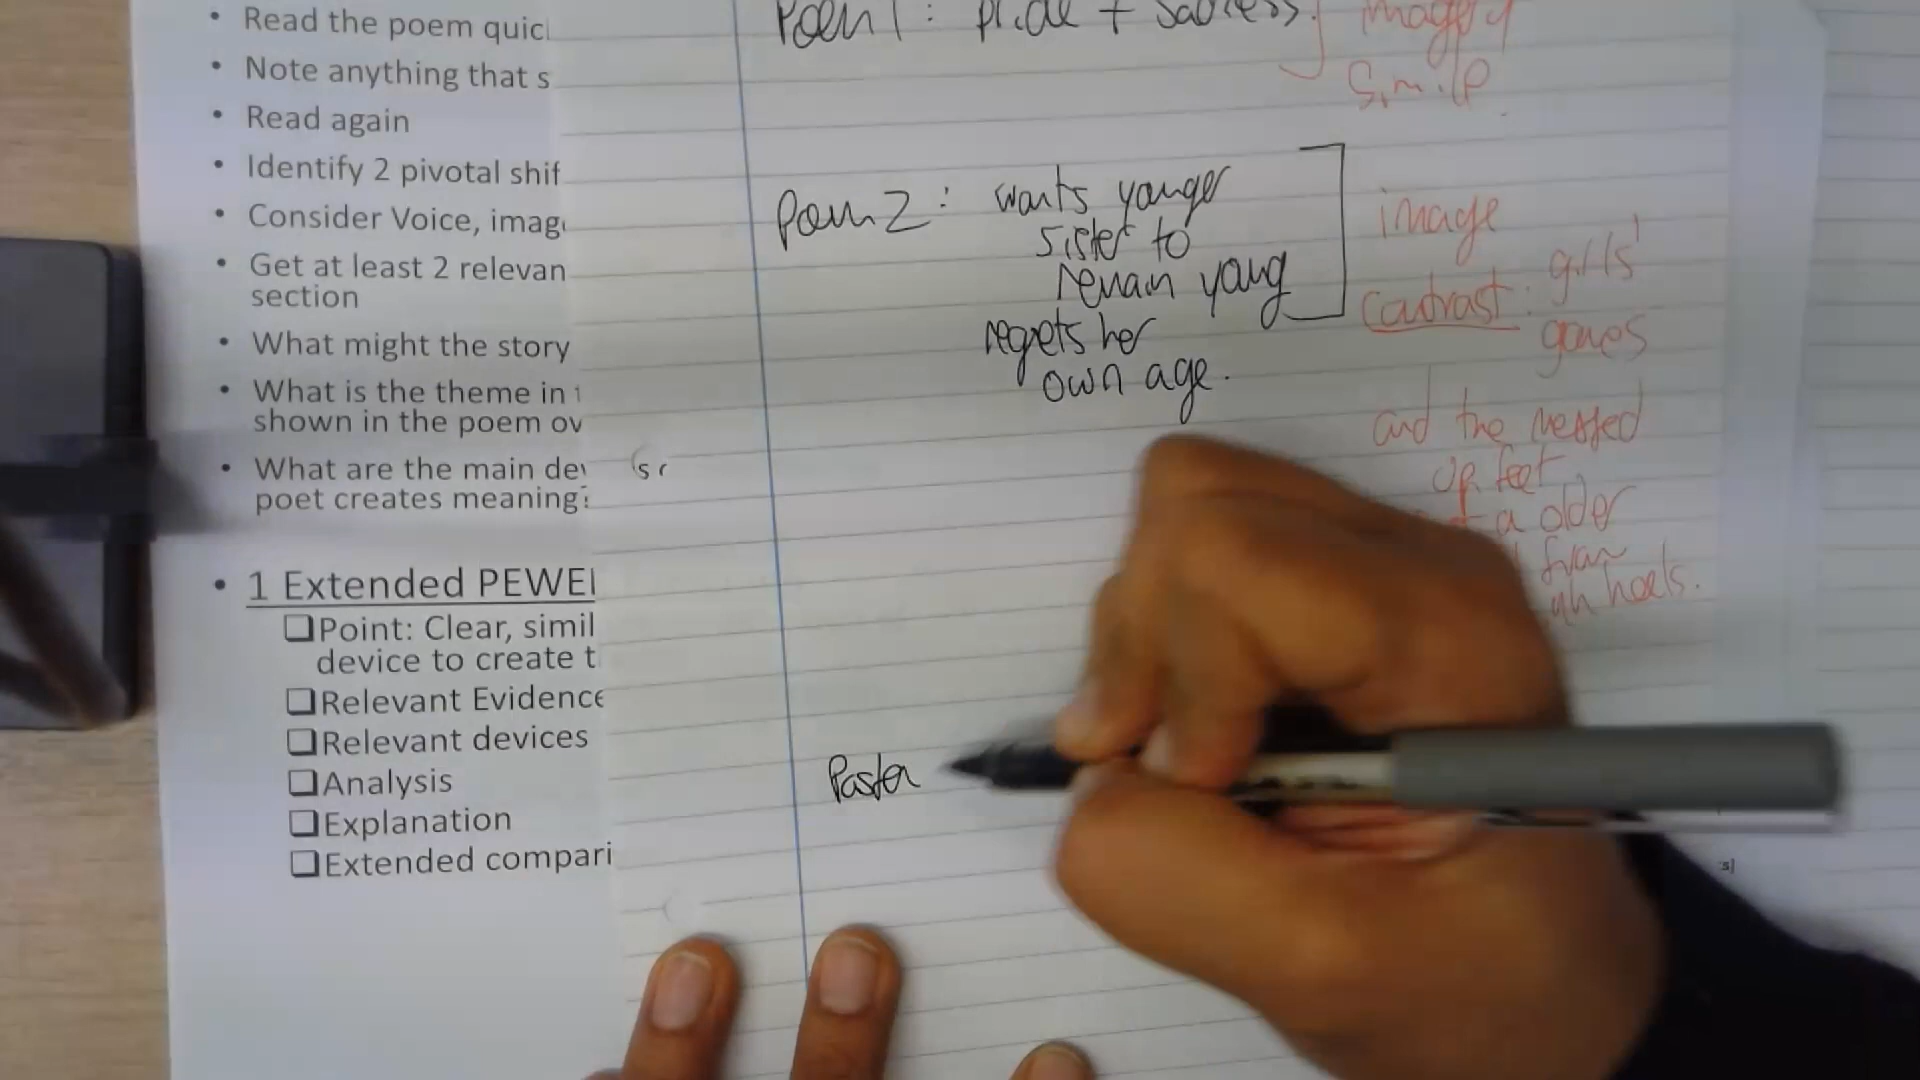 • Read the poem quic
• Note anything that s
• Read again
• Identify 2 pivotal shif
• Consider Voice, imag
• Get at least 2 relevan
section
• What might the story
• What is the theme in
shown in the poem ov
• What are the main dev
poet creates meaning
• 1 Extended PEWE
❑Point: Clear, simil
device to create t
❑Relevant Evidence
❑Relevant devices
❑Analysis
❑Explanation
❑Extended compari
Poem 1: pride + sadness.
imagery
Simile
Poem 2: wants younger
sister to
remain young
regrets her
own age.
image
contrast: girls'
games
and the messed
up feet
a older
from
heels.